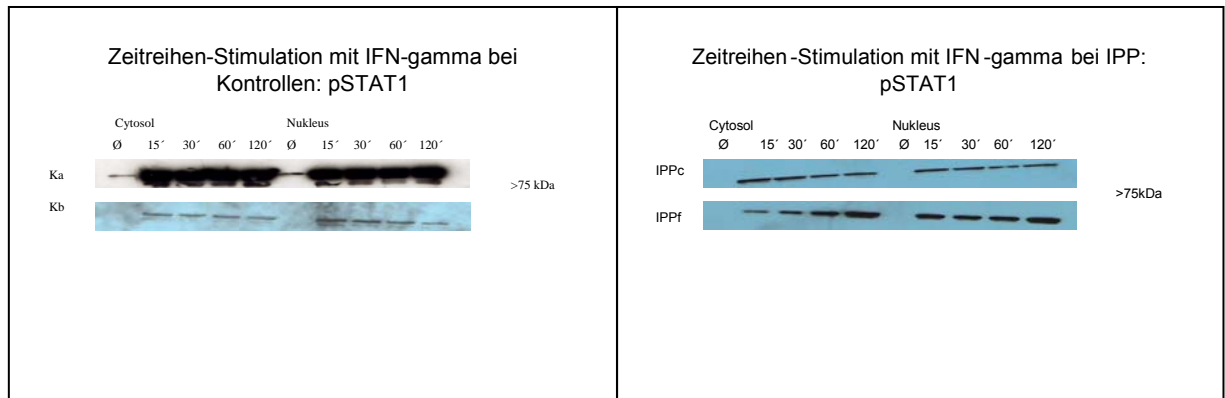 Zeitreihen-Stimulation mit IFN-gamma bei
Kontrollen: pSTAT1
Cytosol Nukleus
Ø 15´ 30´ 60´ 120´ Ø 15´ 30´ 60´ 120´
Ka
>75 kDa
Kb
Zeitreihen-Stimulation mit IFN-gamma bei IPP:
pSTAT1
Cytosol Nukleus
Ø 15´ 30´ 60´ 120´ Ø 15´ 30´ 60´ 120´
IPPc
>75kDa
IPPf